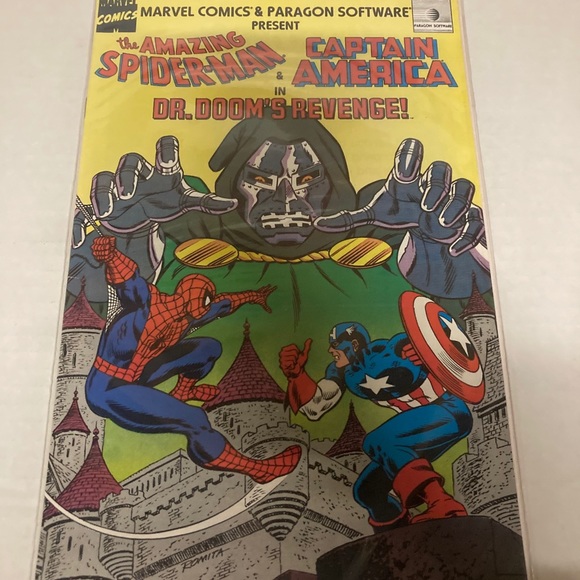 MARVEL
COMICS
MARVEL COMICS & PARAGON SOFTWARE
PRESENT
PARAGON SOFTWARE
the AMAZING
SPIDER-MAN
&
CAPTAIN
AMERICA
IN
DR. DOOM'S REVENGE!
ROMITA